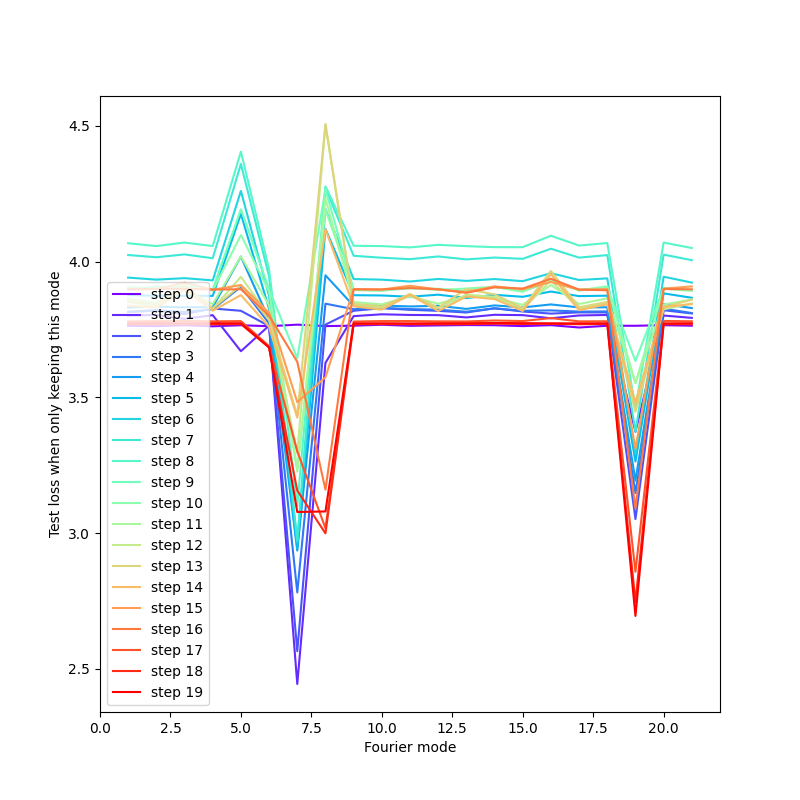 4.5
4.0
3.5
3.0
2.5
Test loss when only keeping this mode
step 0
step 1
step 2
step 3
step 4
step 5
step 6
step 7
step 8
step 9
step 10
step 11
step 12
step 13
step 14
step 15
step 16
step 17
step 18
step 19
0.0 2.5 5.0 7.5 10.0 12.5 15.0 17.5 20.0
Fourier mode